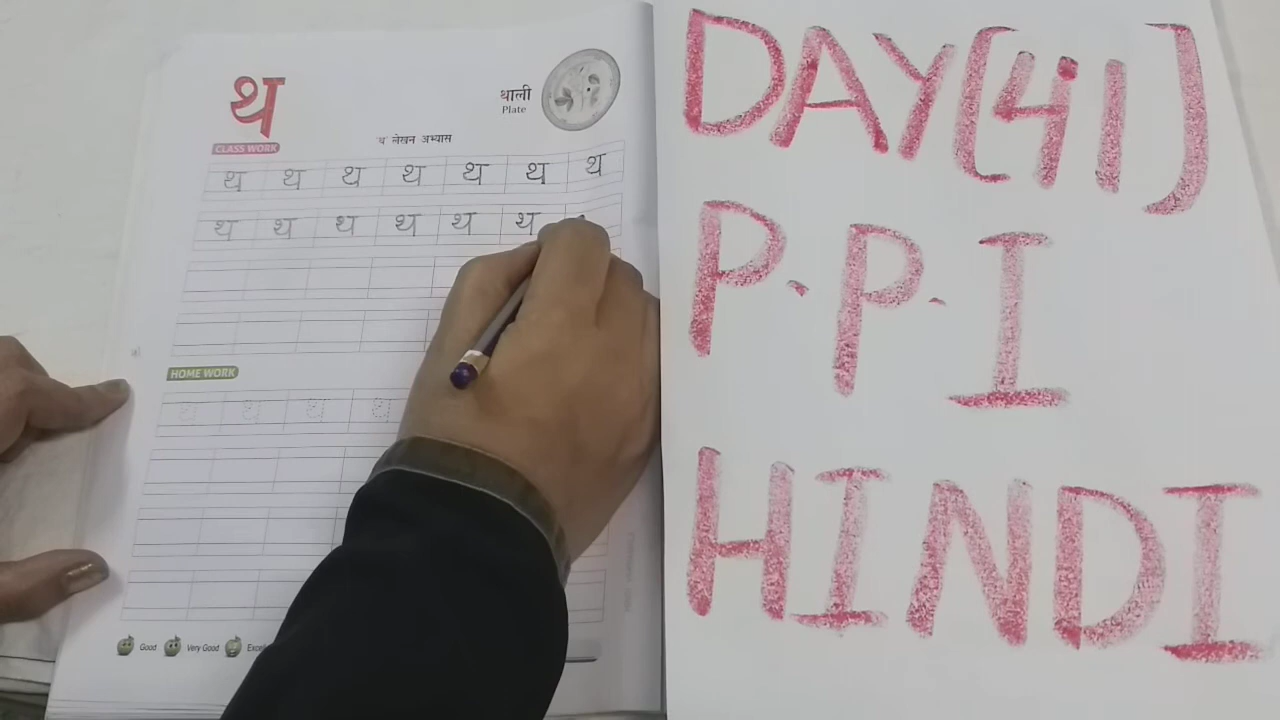 थ
थाली
Plate
CLASS WORK
'थ' लेखन अभ्यास
थ थ थ थ थ थ थ
थ थ थ थ थ थ
HOME WORK
थ थ थ थ
Good Very Good
DAY(41)
P.P.I
HINDI